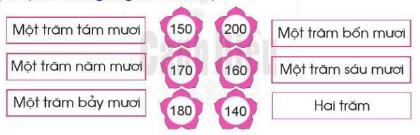 Một trăm tám mươi
150
200
Một trăm bốn mươi
Một trăm năm mươi
170
160
Một trăm sáu mươi
Một trăm bảy mươi
180
140
Hai trăm